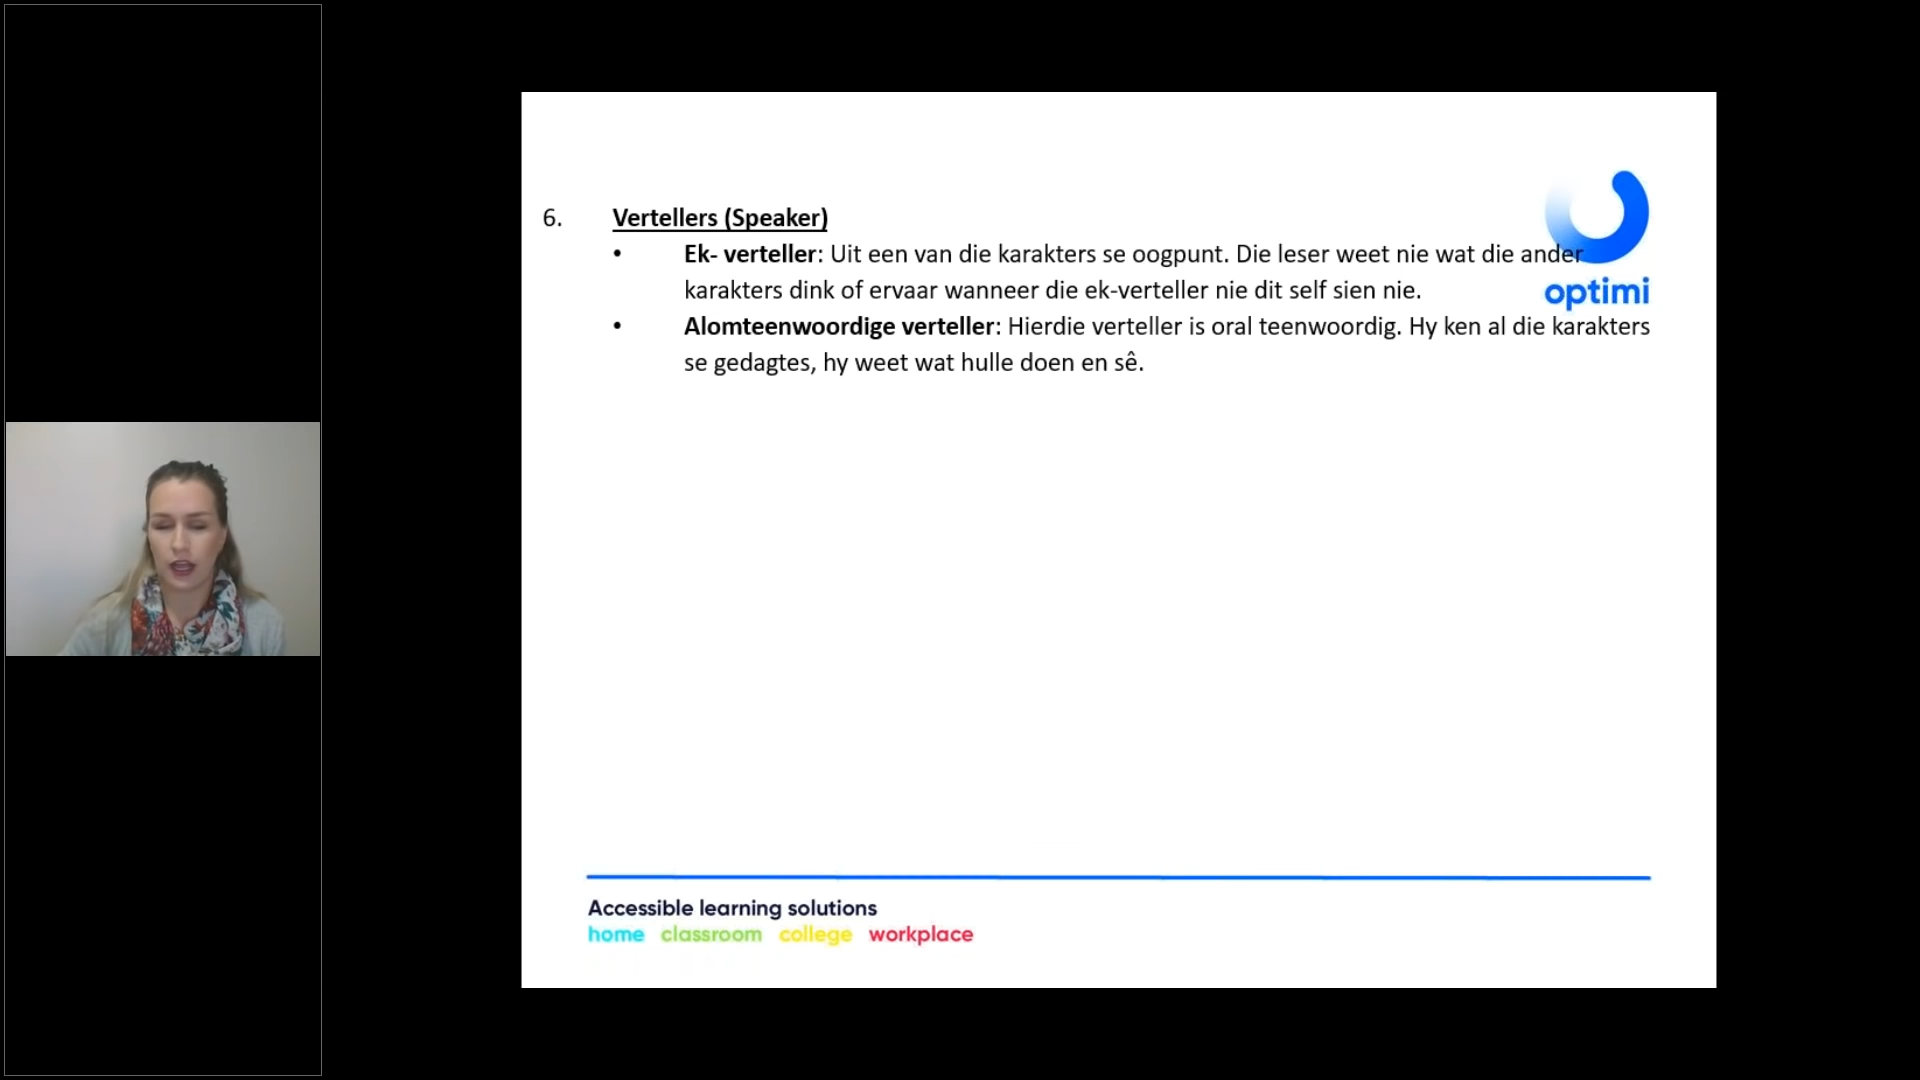 6. Vertellers (Speaker)
• Ek- verteller: Uit een van die karakters se oogpunt. Die leser weet nie wat die ander
karakters dink of ervaar wanneer die ek-verteller nie dit self sien nie.
• Alomteenwoordige verteller: Hierdie verteller is oral teenwoordig. Hy ken al die karakters
se gedagtes, hy weet wat hulle doen en sê.
optimi
Accessible learning solutions
home classroom college workplace